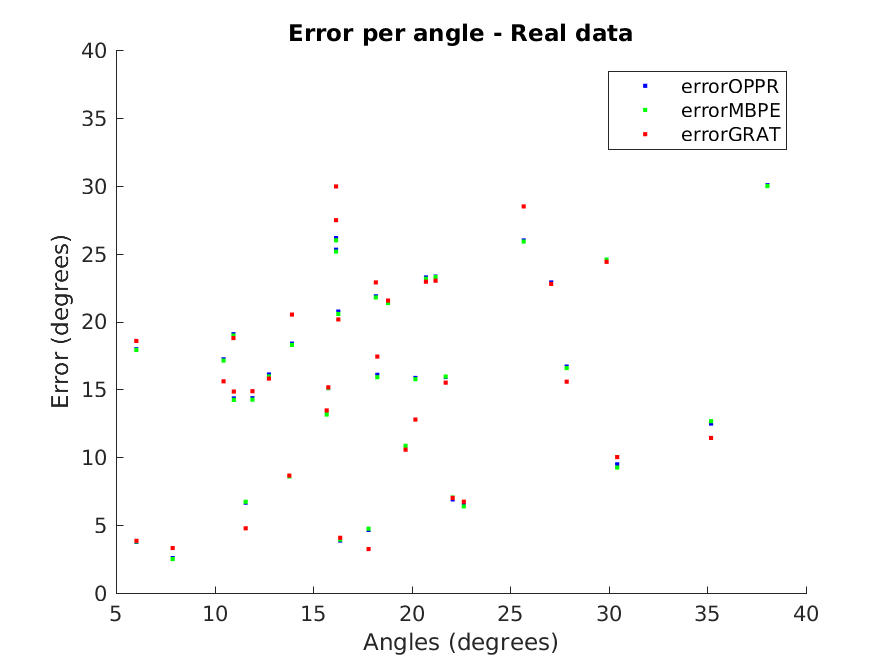 Error per angle - Real data
errorOPPR
errorMBPE
errorGRAT
Error (degrees)
40
35
30
25
20
15
10
5
0
5 10 15 20 25 30 35 40
Angles (degrees)